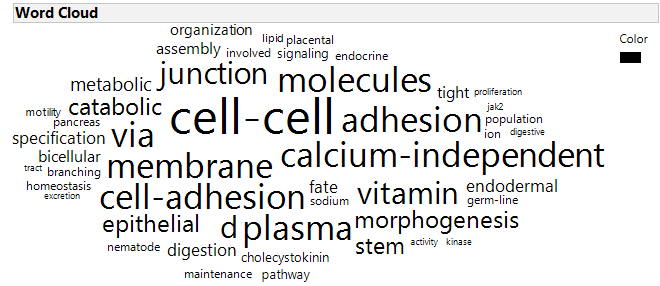 Word Cloud
organization
Color
lipid placental
assembly involved signaling endocrine
junction molecules
metabolic tight proliferation
catabolic jak2
motility cell-cell adhesion population
pancreas via ion digestive
specification
bicellular calcium-independent
tract branching membrane
homeostasis fate vitamin endodermal
excretion cell-adhesion sodium germ-line
epithelial d plasma morphogenesis
nematode digestion stem activity kinase
cholecystokinin
maintenance pathway